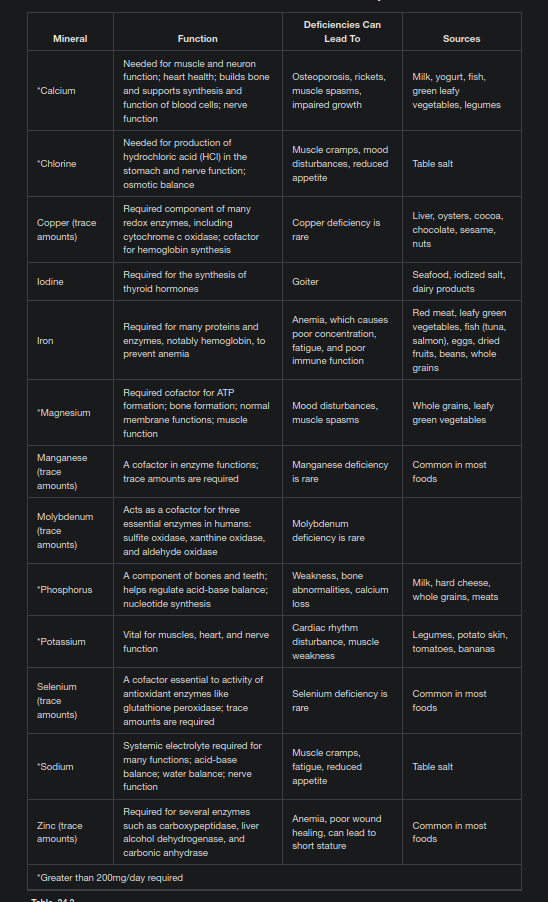 Mineral
Function
Deficiencies Can
Lead To
Sources
*Calcium
Needed for muscle and neuron
function; heart health; builds bone
and supports synthesis and
function of blood cells; nerve
function
Osteoporosis, rickets,
muscle spasms,
impaired growth
Milk, yogurt, fish,
green leafy
vegetables, legumes
*Chlorine
Needed for production of
hydrochloric acid (HCl) in the
stomach and nerve function;
osmotic balance
Muscle cramps, mood
disturbances, reduced
appetite
Table salt
Copper (trace
amounts)
Required component of many
redox enzymes, including
cytochrome c oxidase; cofactor
for hemoglobin synthesis
Copper deficiency is
rare
Liver, oysters, cocoa,
chocolate, sesame,
nuts
Iodine
Required for the synthesis of
thyroid hormones
Goiter
Seafood, iodized salt,
dairy products
Iron
Required for many proteins and
enzymes, notably hemoglobin, to
prevent anemia
Anemia, which causes
poor concentration,
fatigue, and poor
immune function
Red meat, leafy green
vegetables, fish (tuna,
salmon), eggs, dried
fruits, beans, whole
grains
*Magnesium
Required cofactor for ATP
formation; bone formation; normal
membrane functions; muscle
function
Mood disturbances,
muscle spasms
Whole grains, leafy
green vegetables
Manganese
(trace
amounts)
A cofactor in enzyme functions;
trace amounts are required
Manganese deficiency
is rare
Common in most
foods
Molybdenum
(trace
amounts)
Acts as a cofactor for three
essential enzymes in humans:
sulfite oxidase, xanthine oxidase,
and aldehyde oxidase
Molybdenum
deficiency is rare
*Phosphorus
A component of bones and teeth;
helps regulate acid-base balance;
nucleotide synthesis
Weakness, bone
abnormalities, calcium
loss
Milk, hard cheese,
whole grains, meats
*Potassium
Vital for muscles, heart, and nerve
function
Cardiac rhythm
disturbance, muscle
weakness
Legumes, potato skin,
tomatoes, bananas
Selenium
(trace
amounts)
A cofactor essential to activity of
antioxidant enzymes like
glutathione peroxidase; trace
amounts are required
Selenium deficiency is
rare
Common in most
foods
*Sodium
Systemic electrolyte required for
many functions; acid-base
balance; water balance; nerve
function
Muscle cramps,
fatigue, reduced
appetite
Table salt
Zinc (trace
amounts)
Required for several enzymes
such as carboxypeptidase, liver
alcohol dehydrogenase, and
carbonic anhydrase
Anemia, poor wound
healing, can lead to
short stature
Common in most
foods
*Greater than 200mg/day required